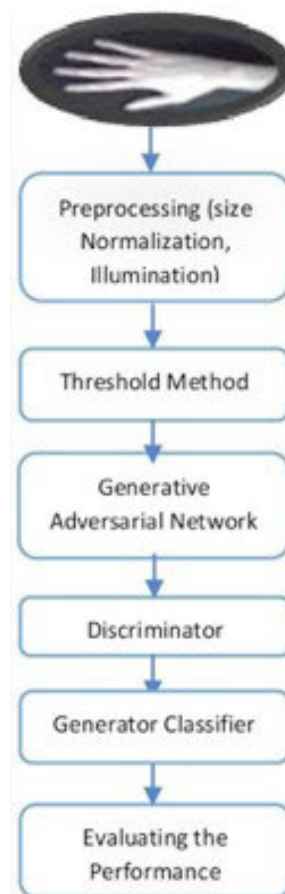 Preprocessing (size
Normalization,
Illumination)
Threshold Method
Generative
Adversarial Network
Discriminator
Generator Classifier
Evaluating the
Performance